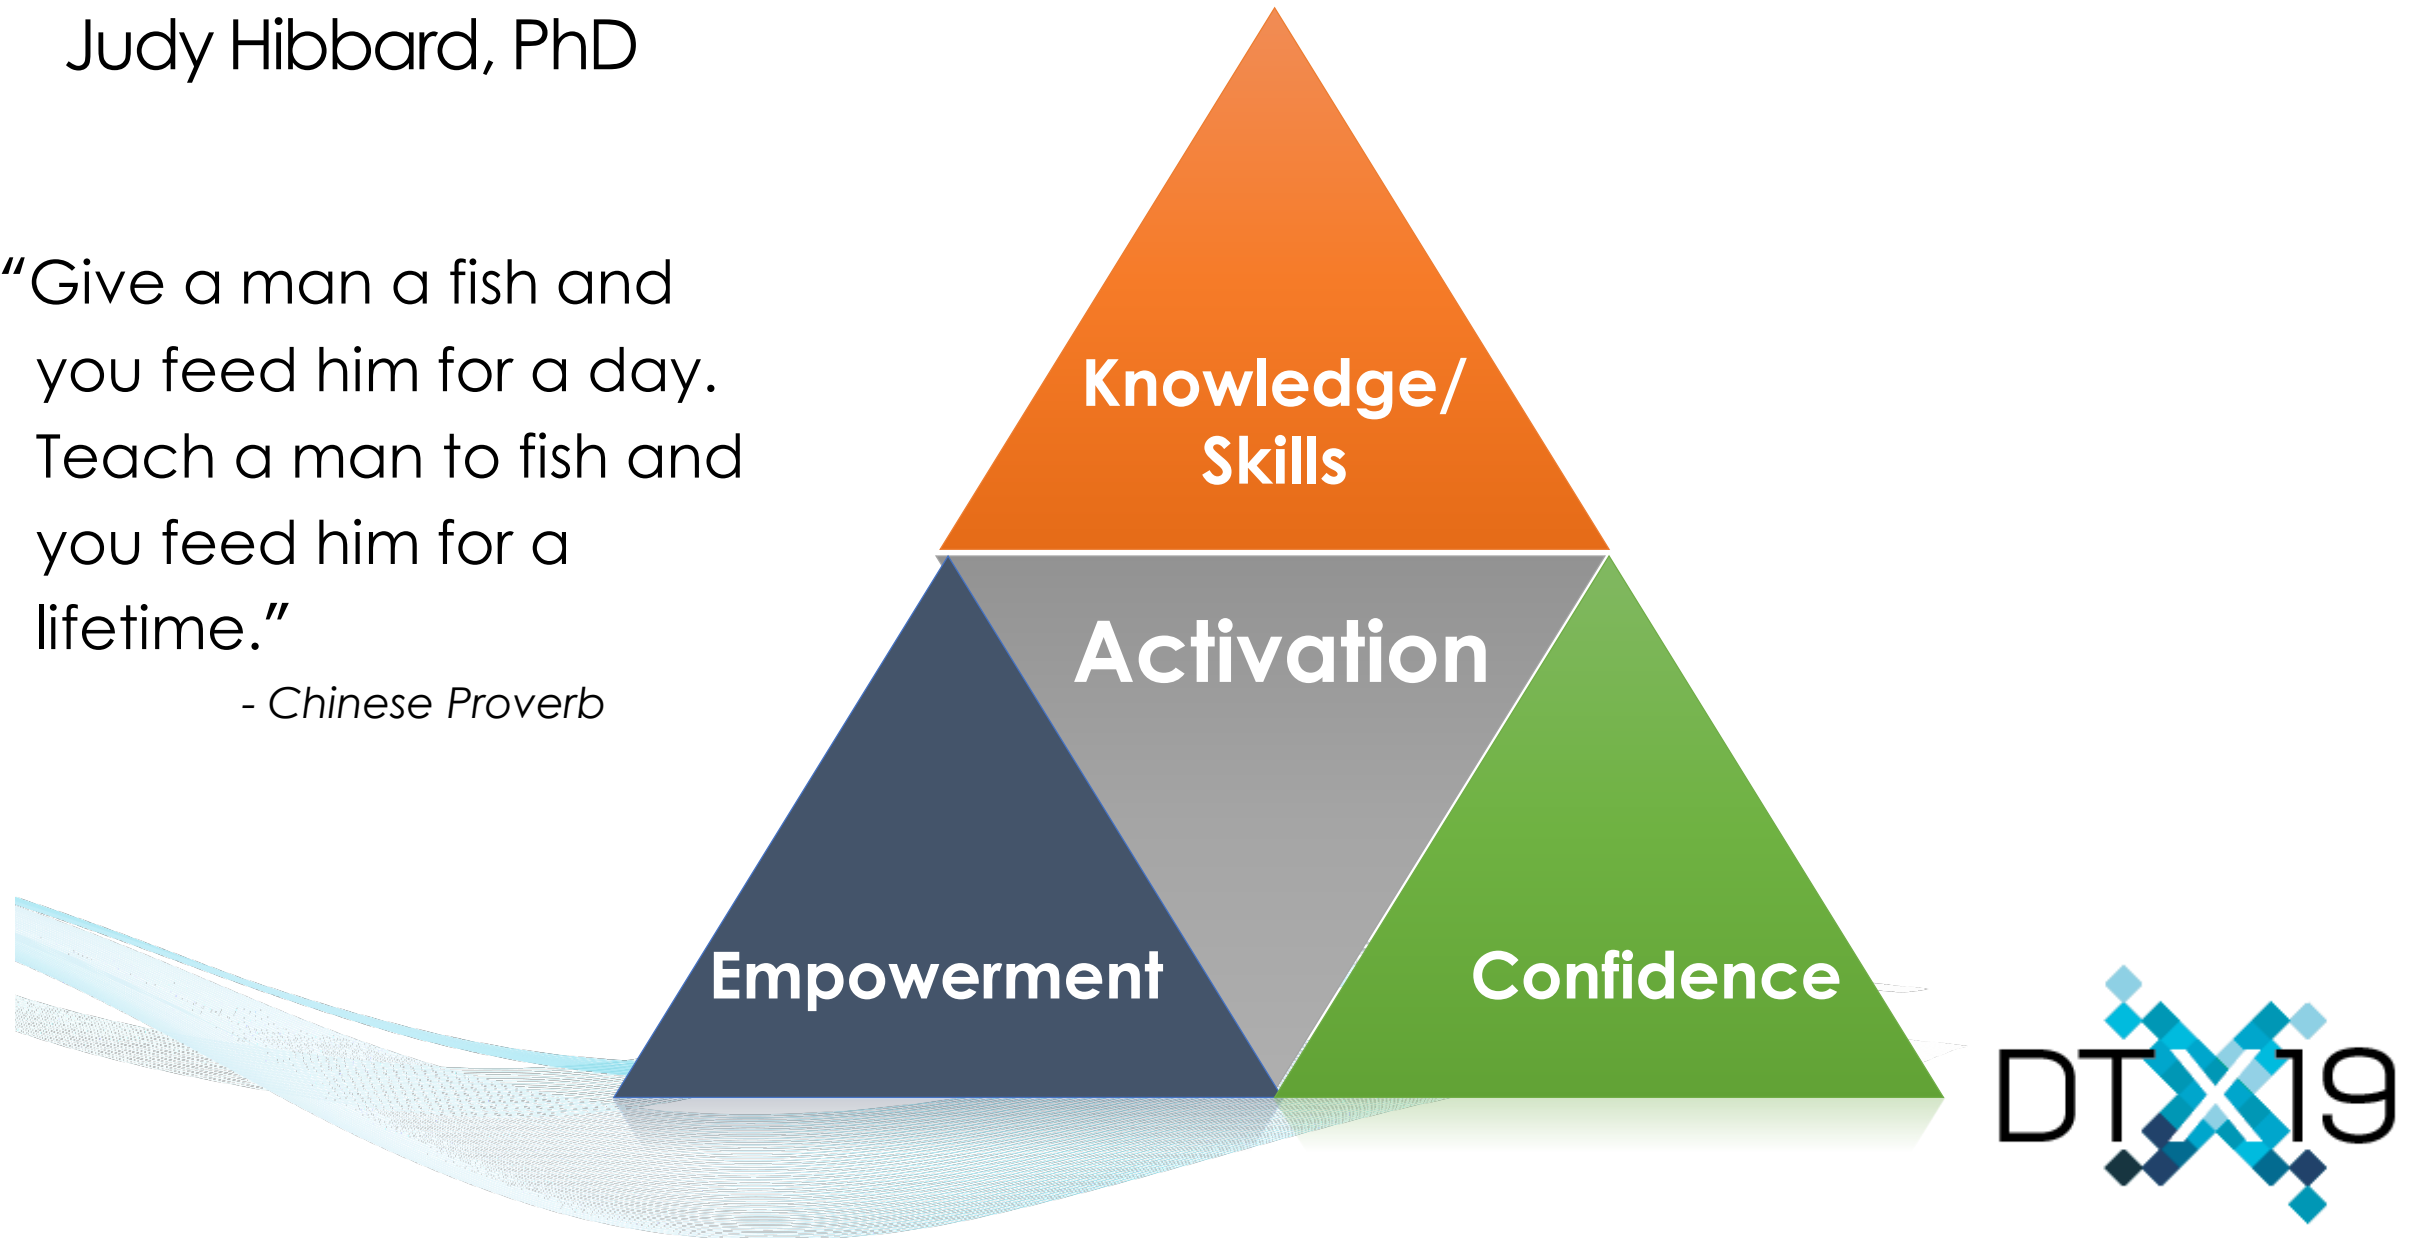 Judy Hibbard, PhD
“Give a man a fish and
you feed him for a day.
Teach a man to fish and
you feed him for a
lifetime.”
- Chinese Proverb
Knowledge/
Skills
Activation
Empowerment
Confidence
DTX19